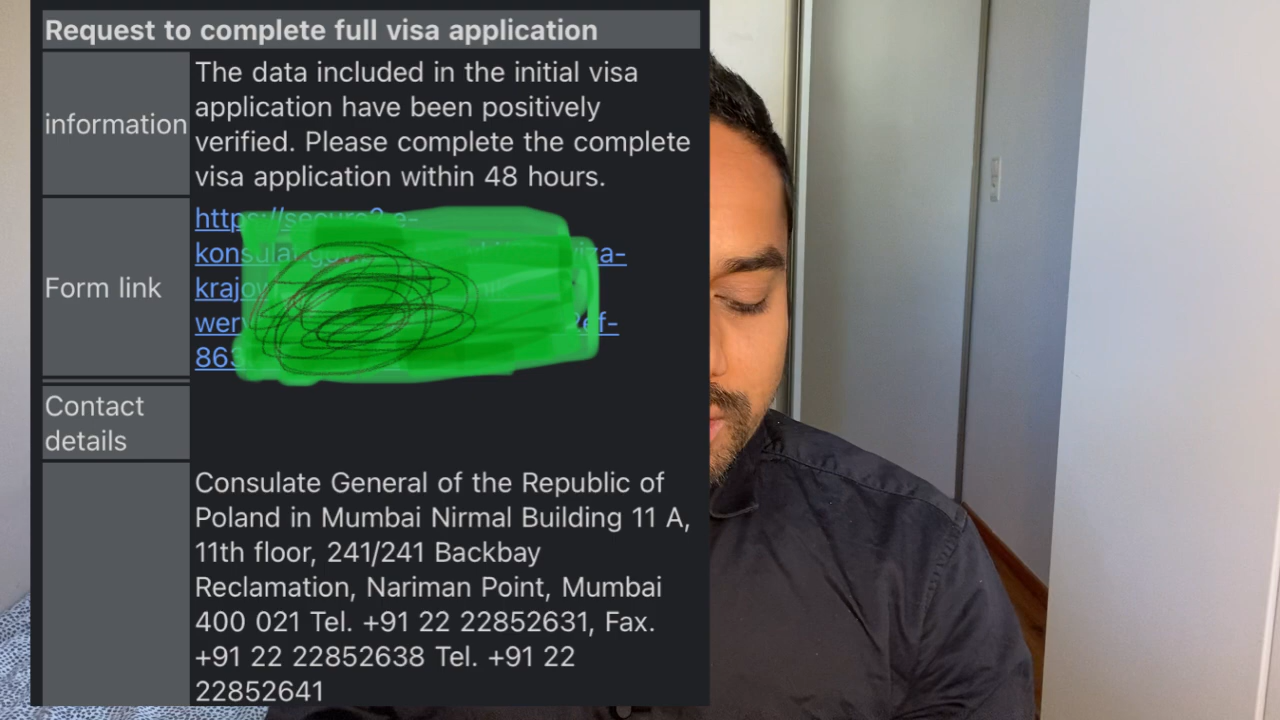 Request to complete full visa application
information
The data included in the initial visa
application have been positively
verified. Please complete the complete
visa application within 48 hours.
Form link
863
Contact
details
Consulate General of the Republic of
Poland in Mumbai Nirmal Building 11 A,
11th floor, 241/241 Backbay
Reclamation, Nariman Point, Mumbai
400 021 Tel. +91 22 22852631, Fax.
+91 22 22852638 Tel. +91 22
22852641